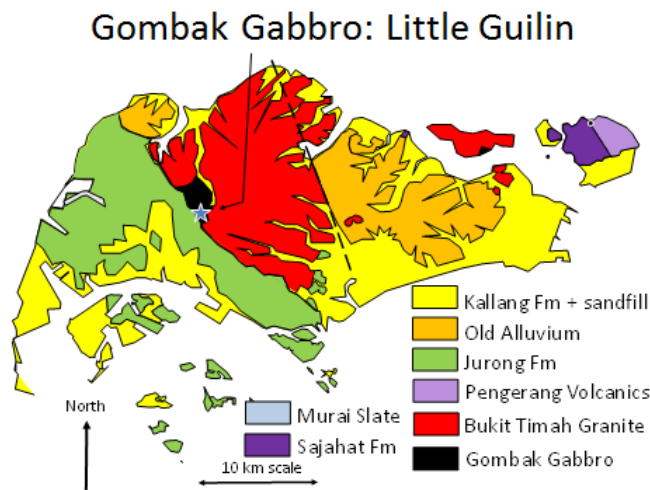 Gombak Gabbro: Little Guilin
Kallang Fm + sandfill
Old Alluvium
Jurong Fm
Pengerang Volcanics
Bukit Timah Granite
Gombak Gabbro
Murai Slate
Sajahat Fm
North
10 km scale